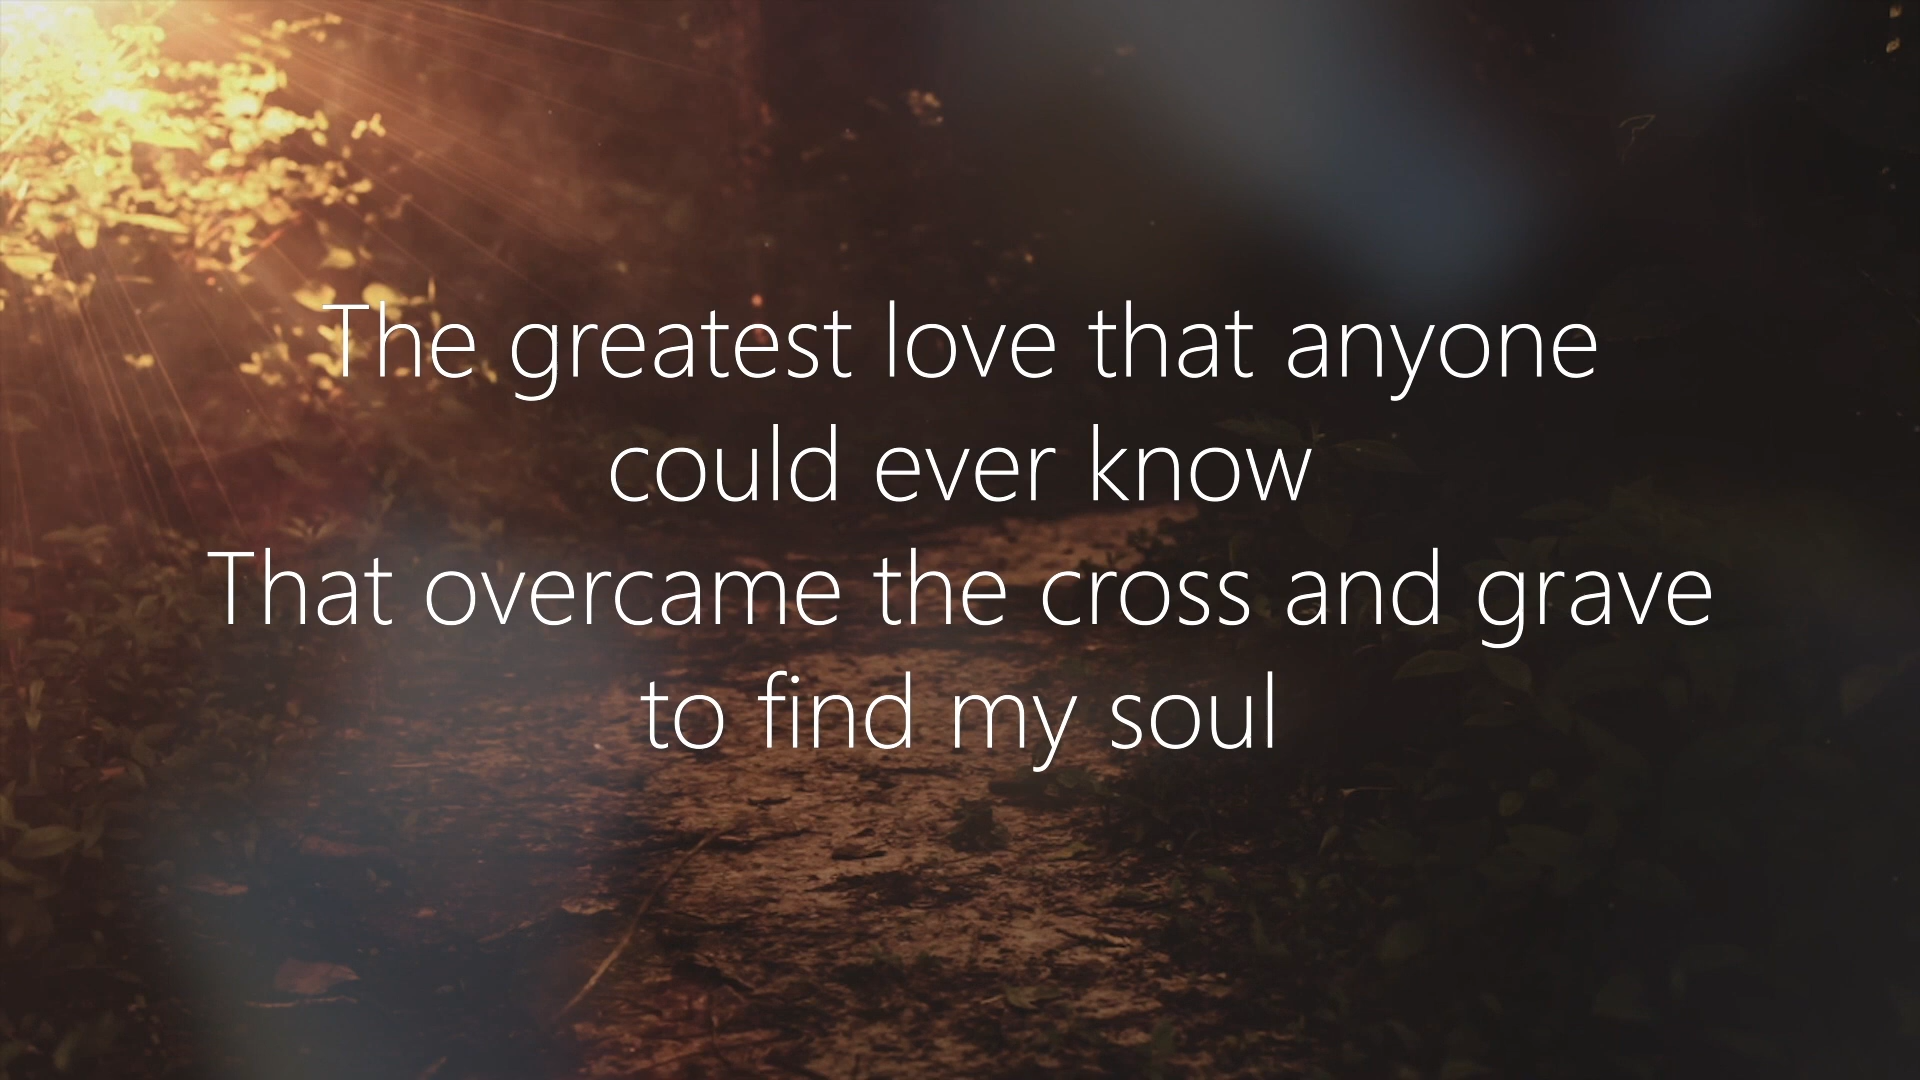 The greatest love that anyone
could ever know
That overcame the cross and grave
to find my soul